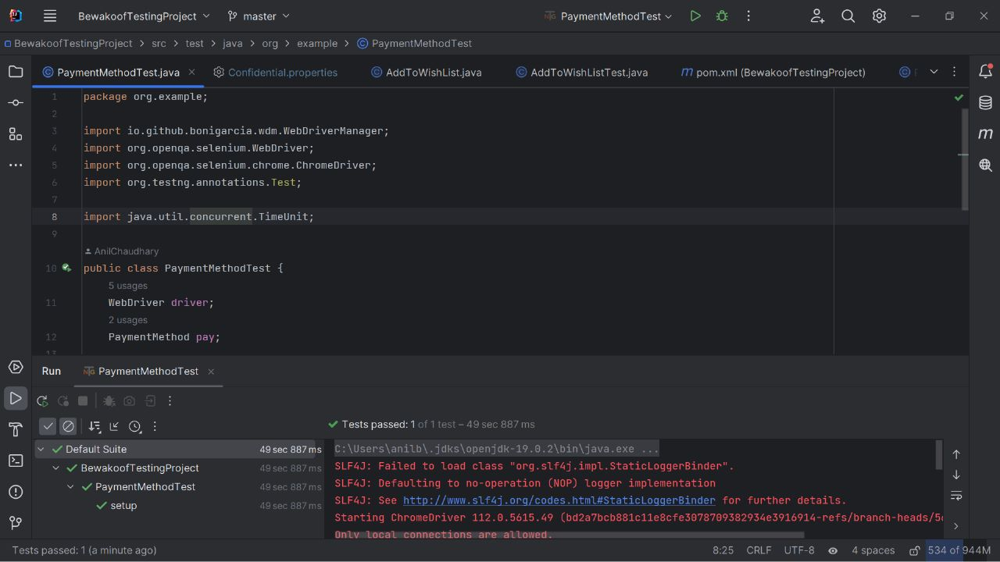 BewakoofTestingProject master PaymentMethodTest
BewakoofTestingProject > src > test > java > org > example > PaymentMethodTest
PaymentMethodTest.java Confidential.properties AddToWishList.java AddToWishListTest.java pom.xml (BewakoofTestingProject)
1 package org.example;
2
3 import io.github.bonigarcia.wdm.WebDriverManager;
4 import org.openqa.selenium.WebDriver;
5 import org.openqa.selenium.chrome.ChromeDriver;
6 import org.testng.annotations.Test;
7
8 import java.util.concurrent.TimeUnit;
9
AnilChaudhary
10 public class PaymentMethodTest {
5 usages
11 WebDriver driver;
2 usages
12 PaymentMethod pay;
13
Run PaymentMethodTest
Tests passed: 1 of 1 test – 49 sec 887 ms
Default Suite 49 sec 887 ms
BewakoofTestingProject 49 sec 887 ms
PaymentMethodTest 49 sec 887 ms
setup 49 sec 887 ms
C:\Users\anilb\.jdks\openjdk-19.0.2\bin\java.exe ...
SLF4J: Failed to load class "org.slf4j.impl.StaticLoggerBinder".
SLF4J: Defaulting to no-operation (NOP) logger implementation
SLF4J: See http://www.slf4j.org/codes.html#StaticLoggerBinder for further details.
Starting ChromeDriver 112.0.5615.49 (bd2a7bcb881c11e8cfe3078709382934e3916914-refs/branch-heads/5
Only local connections are allowed.
Tests passed: 1 (a minute ago) 8:25 CRLF UTF-8 4 spaces 534 of 944M